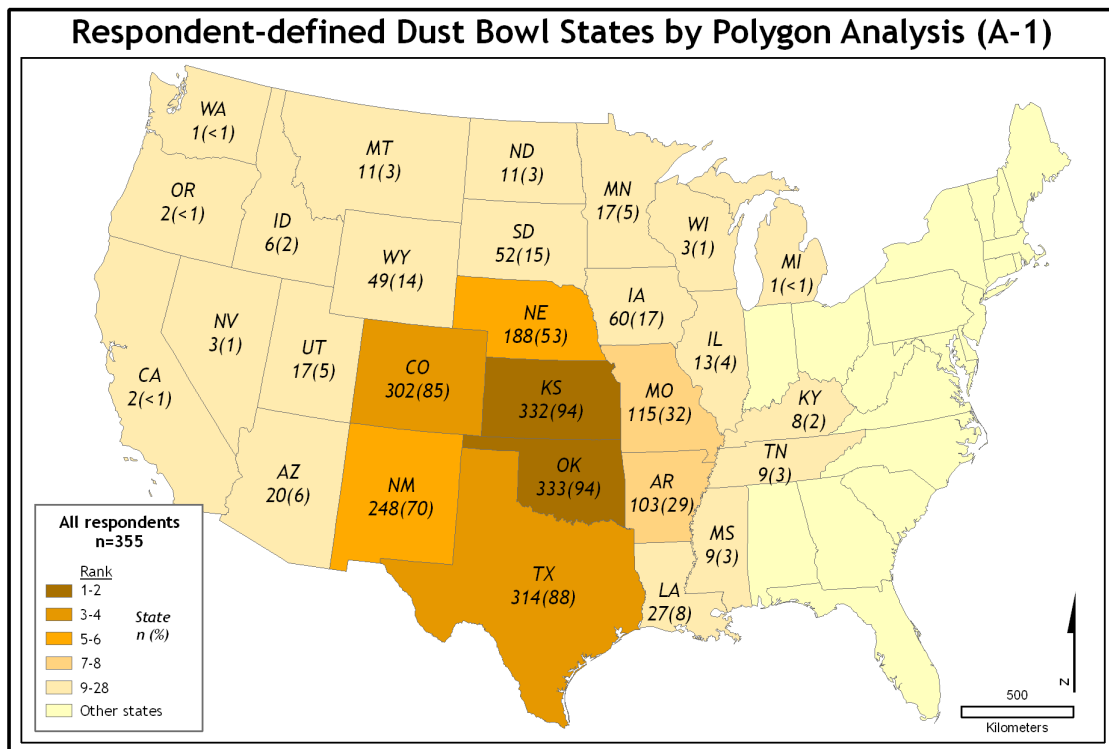 Respondent-defined Dust Bowl States by Polygon Analysis (A-1)
WA
1(<1)
MT
11(3)
ND
11(3)
MN
17(5)
OR
2(<1)
ID
6(2)
WY
49(14)
SD
52(15)
WI
3(1)
MI
1(<1)
NV
3(1)
UT
17(5)
CO
302(85)
NE
188(53)
IA
60(17)
IL
13(4)
CA
2(<1)
KS
332(94)
MO
115(32)
KY
8(2)
AZ
20(6)
NM
248(70)
OK
333(94)
AR
103(29)
TN
9(3)
TX
314(88)
LA
27(8)
MS
9(3)
All respondents
n=355
Rank
1-2
3-4
5-6
7-8
9-28
Other states
State
n (%)
N
500
Kilometers